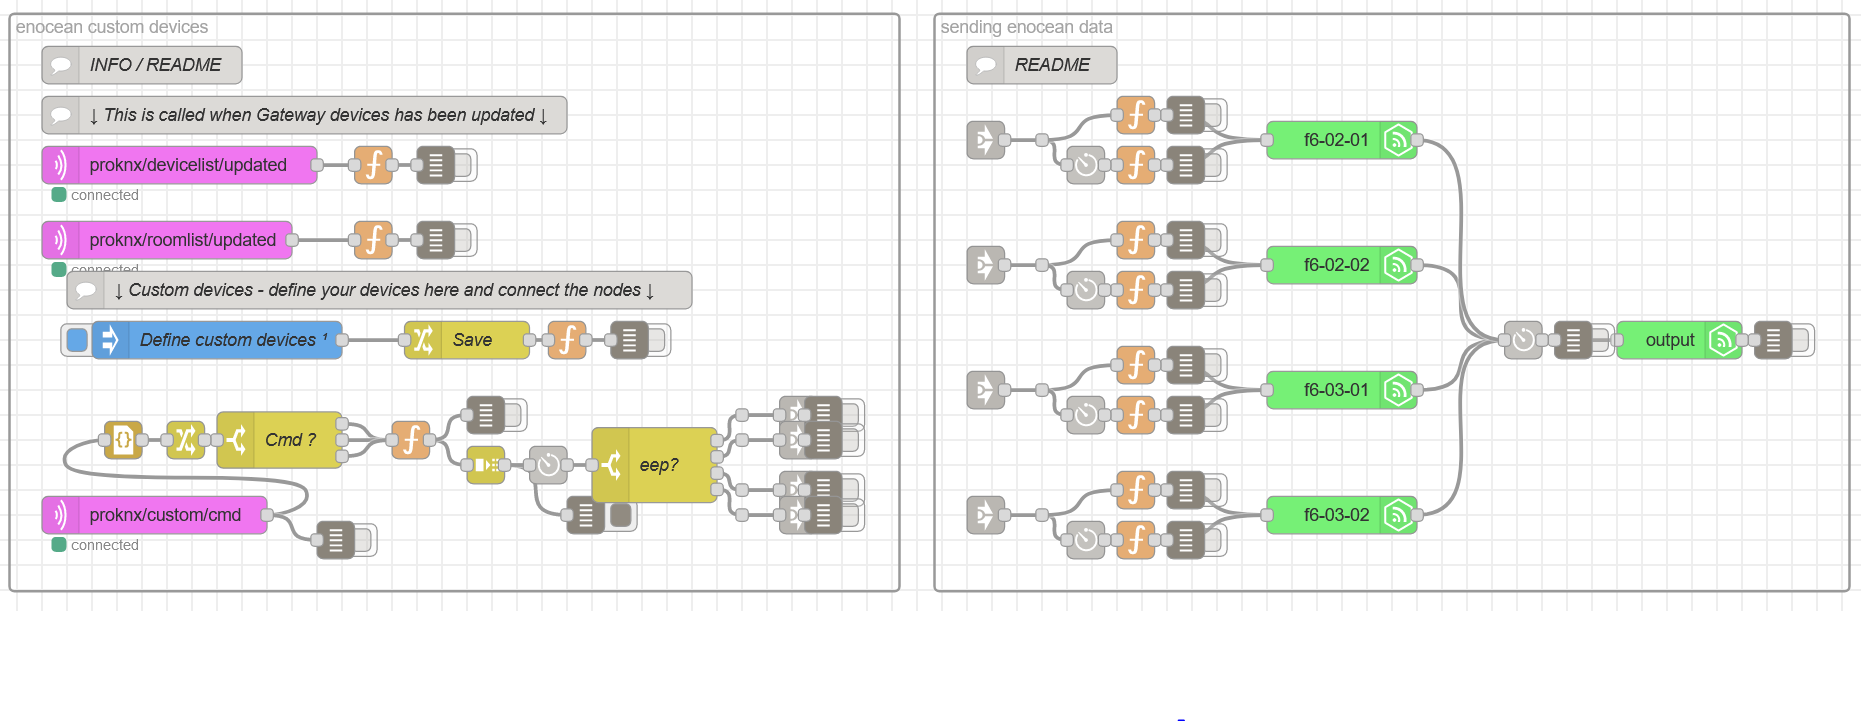 enocean custom devices
INFO / README
↓ This is called when Gateway devices has been updated ↓
proknx/devicelist/updated
connected
proknx/roomlist/updated
connected
↓ Custom devices - define your devices here and connect the nodes ↓
Define custom devices ¹
Save
Cmd ?
eep?
proknx/custom/cmd
connected
sending enocean data
README
f6-02-01
f6-02-02
output
f6-03-01
f6-03-02